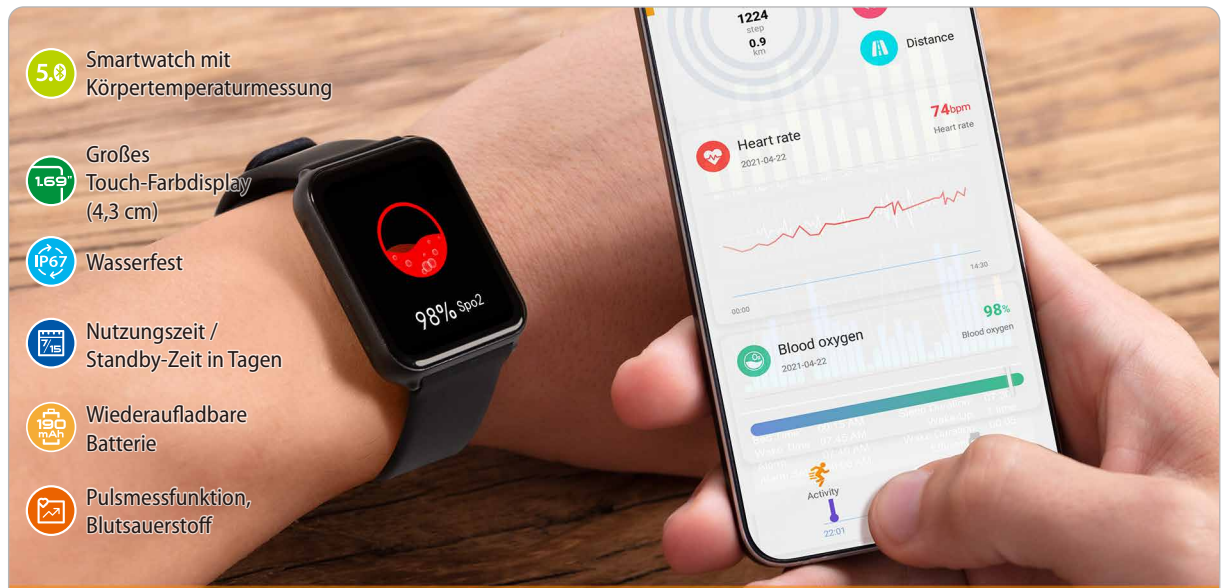 5.0
Smartwatch mit
Körpertemperaturmessung
1.69"
Großes
Touch-Farbdisplay
(4,3 cm)
IP67
Wasserfest
7/15
Nutzungszeit /
Standby-Zeit in Tagen
190
mAh
Wiederaufladbare
Batterie
Pulsmessfunktion,
Blutsauerstoff
98% Spo2
1224
step
0.9
km
Distance
Heart rate
2021-04-22
74bpm
Heart rate
00:00
14:30
O₂
Blood oxygen
2021-04-22
98%
Blood oxygen
Activity
22:01